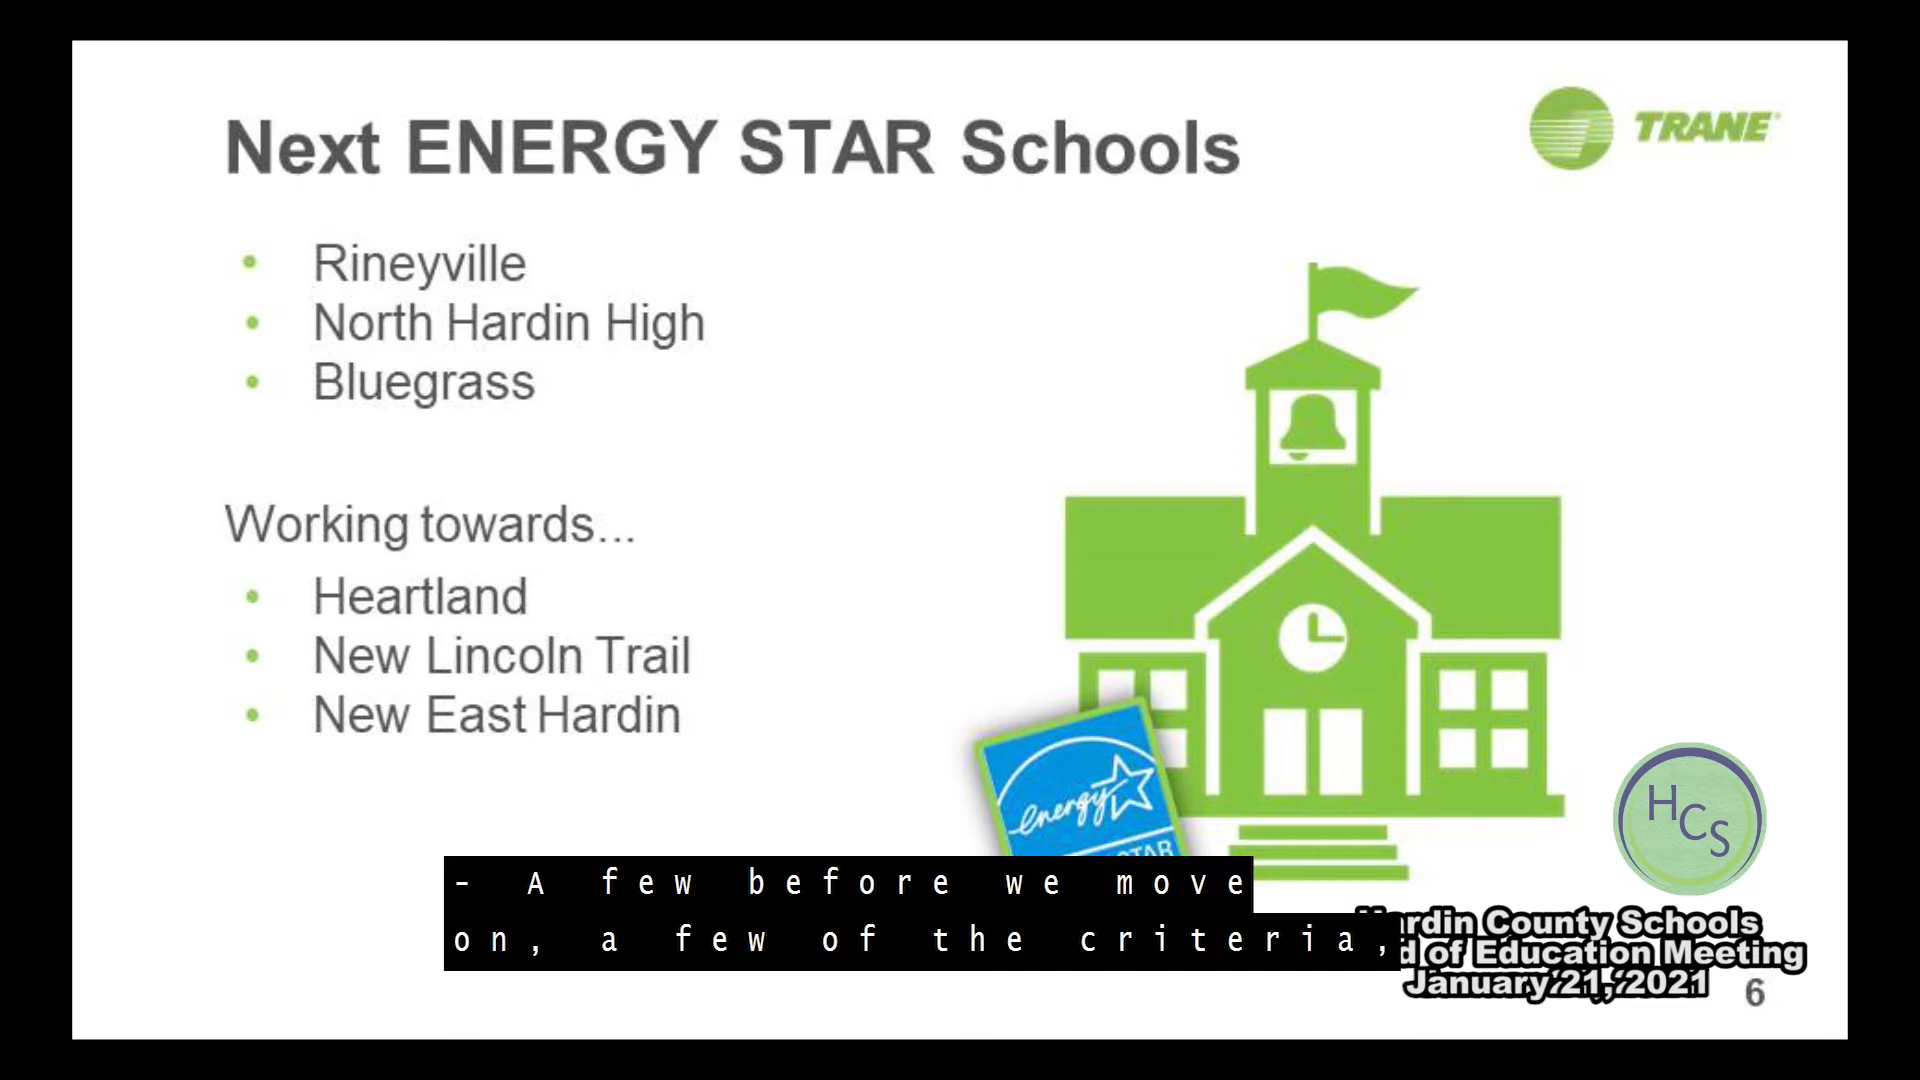 Next ENERGY STAR Schools
TRANE
• Rineyville
• North Hardin High
• Bluegrass
Working towards...
• Heartland
• New Lincoln Trail
• New East Hardin
energy
HCS
- A few before we move
on, a few of the criteria,
County Schools
of Education Meeting
January 21, 2021
6